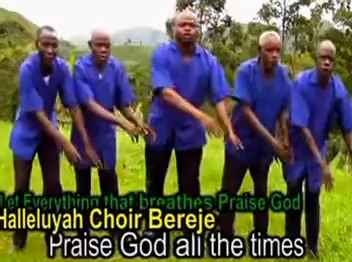 Let Everything that breathes Praise God
Halleluyah Choir Bereje
Praise God all the times